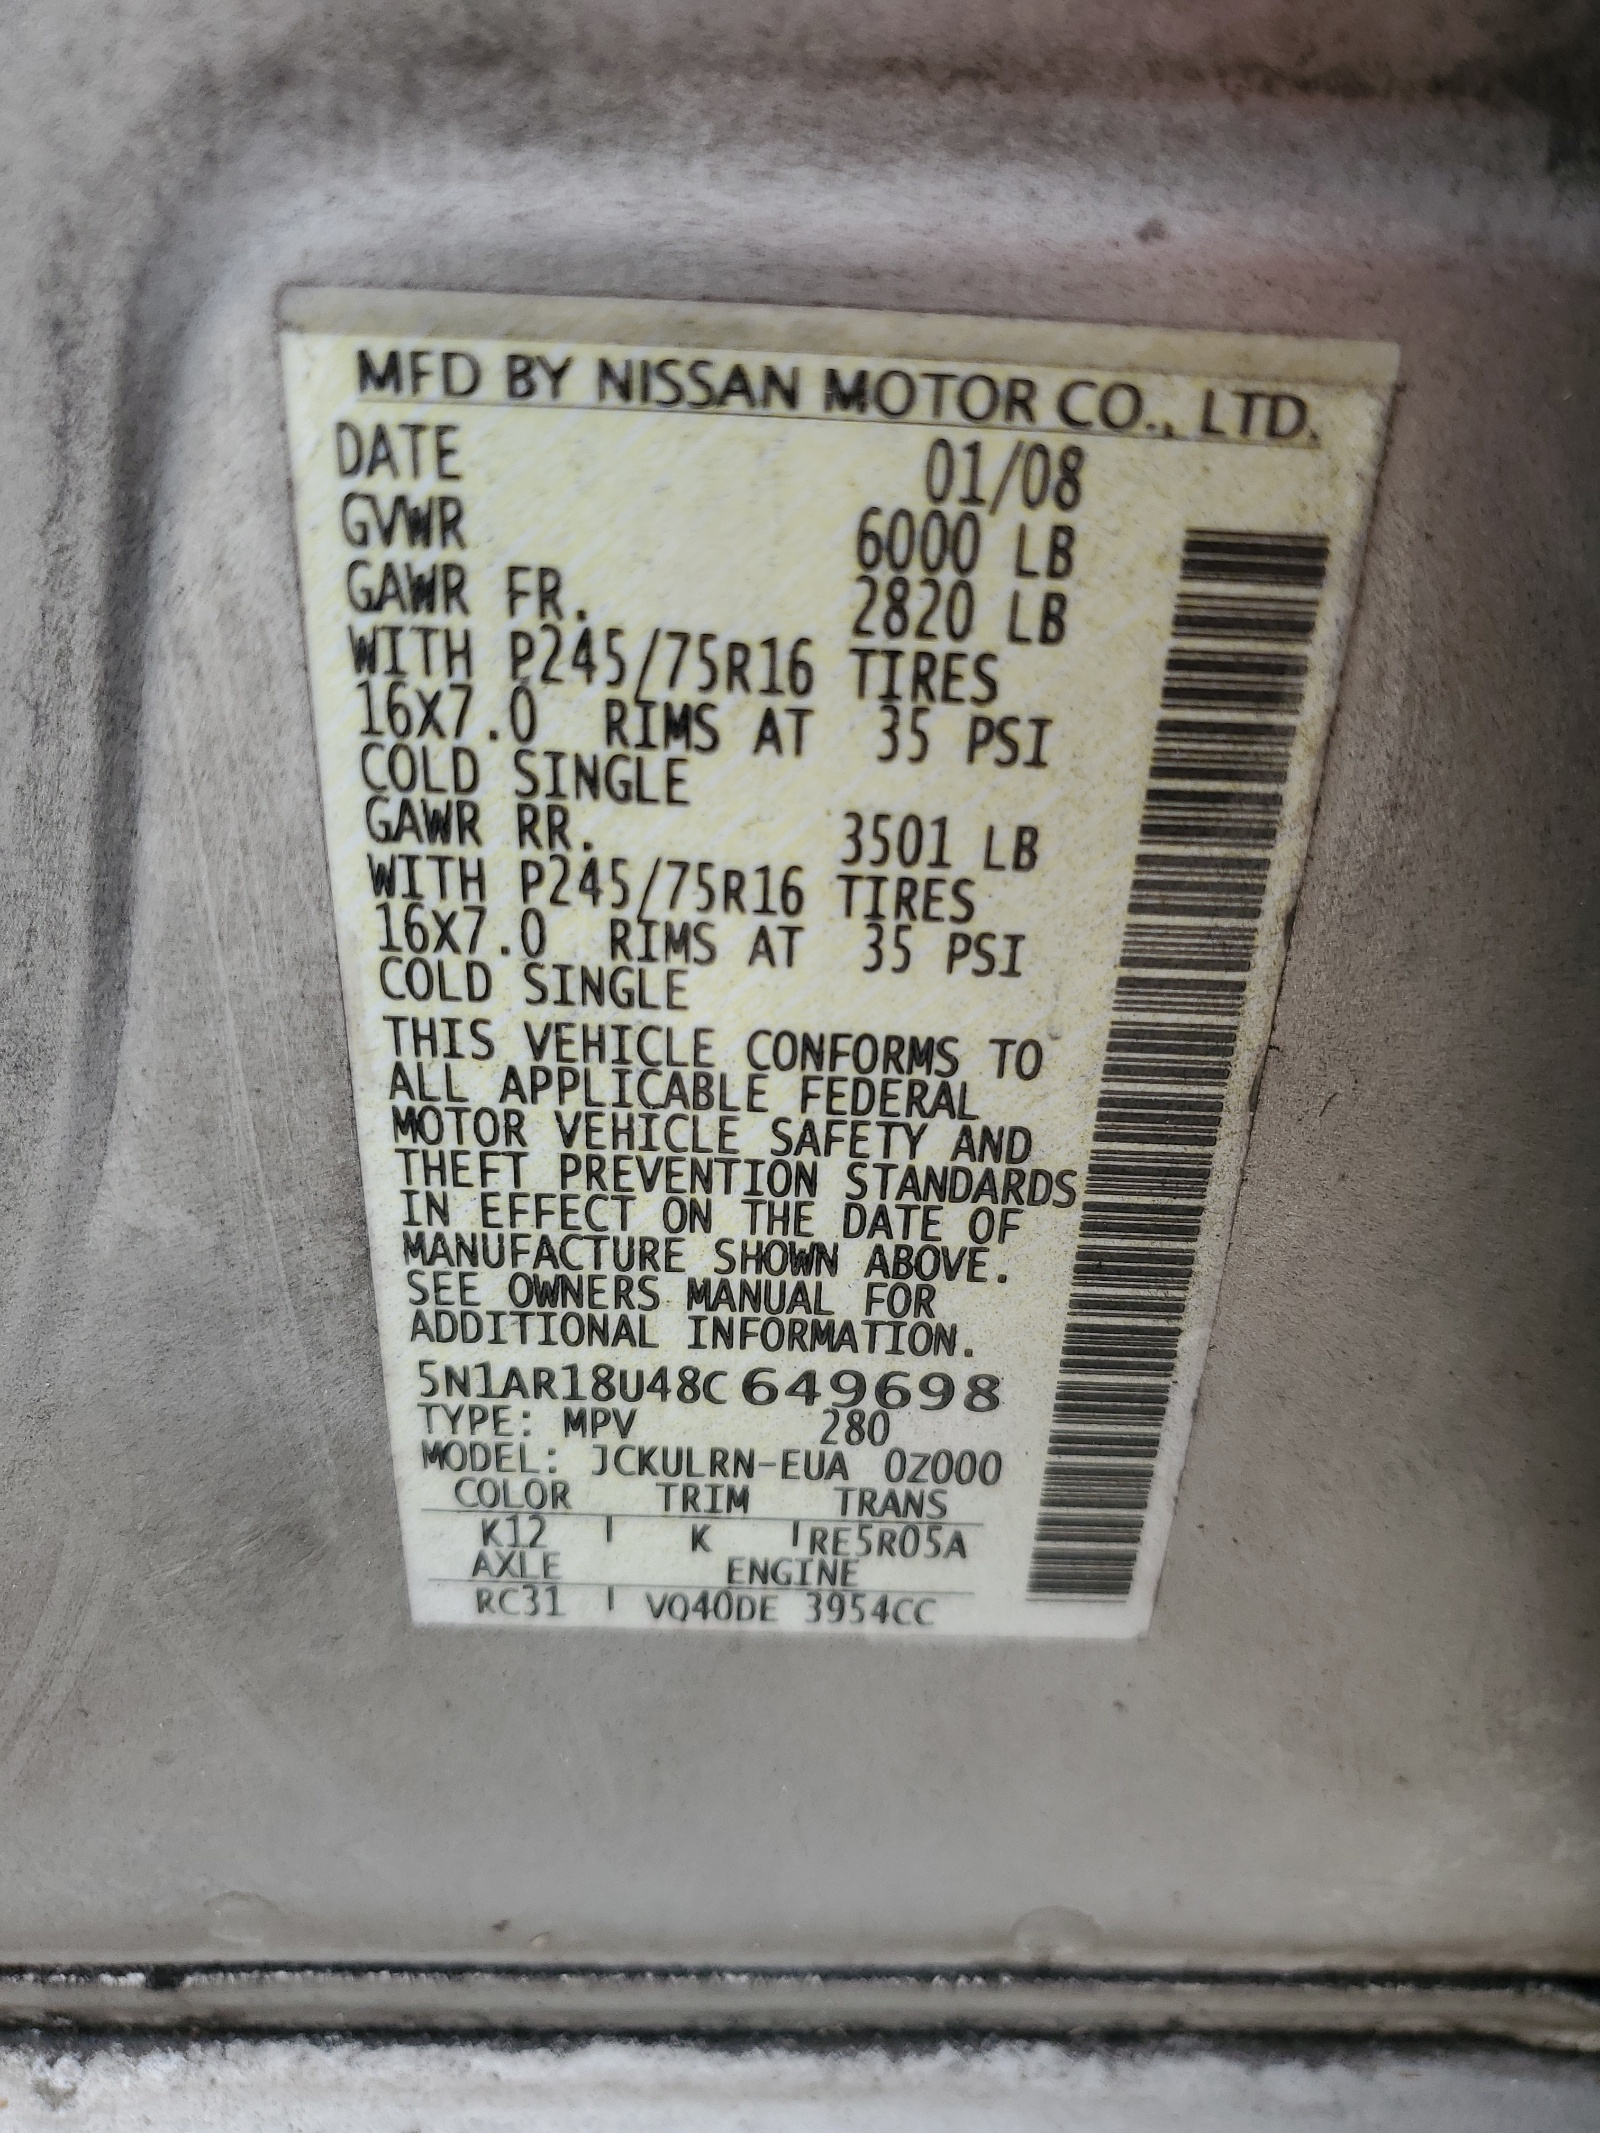 MFD BY NISSAN MOTOR CO., LTD.
DATE 01/08
GVWR 6000 LB
GAWR FR. 2820 LB
WITH P245/75R16 TIRES
16X7.0 RIMS AT 35 PSI
COLD SINGLE
GAWR RR. 3501 LB
WITH P245/75R16 TIRES
16X7.0 RIMS AT 35 PSI
COLD SINGLE
THIS VEHICLE CONFORMS TO
ALL APPLICABLE FEDERAL
MOTOR VEHICLE SAFETY AND
THEFT PREVENTION STANDARDS
IN EFFECT ON THE DATE OF
MANUFACTURE SHOWN ABOVE.
SEE OWNERS MANUAL FOR
ADDITIONAL INFORMATION.
5N1AR18U48C649698
TYPE: MPV 280
MODEL: JCKULRN-EUA 0Z000
COLOR TRIM TRANS
K12 K RE5R05A
AXLE ENGINE
RC31 VQ40DE 3954CC